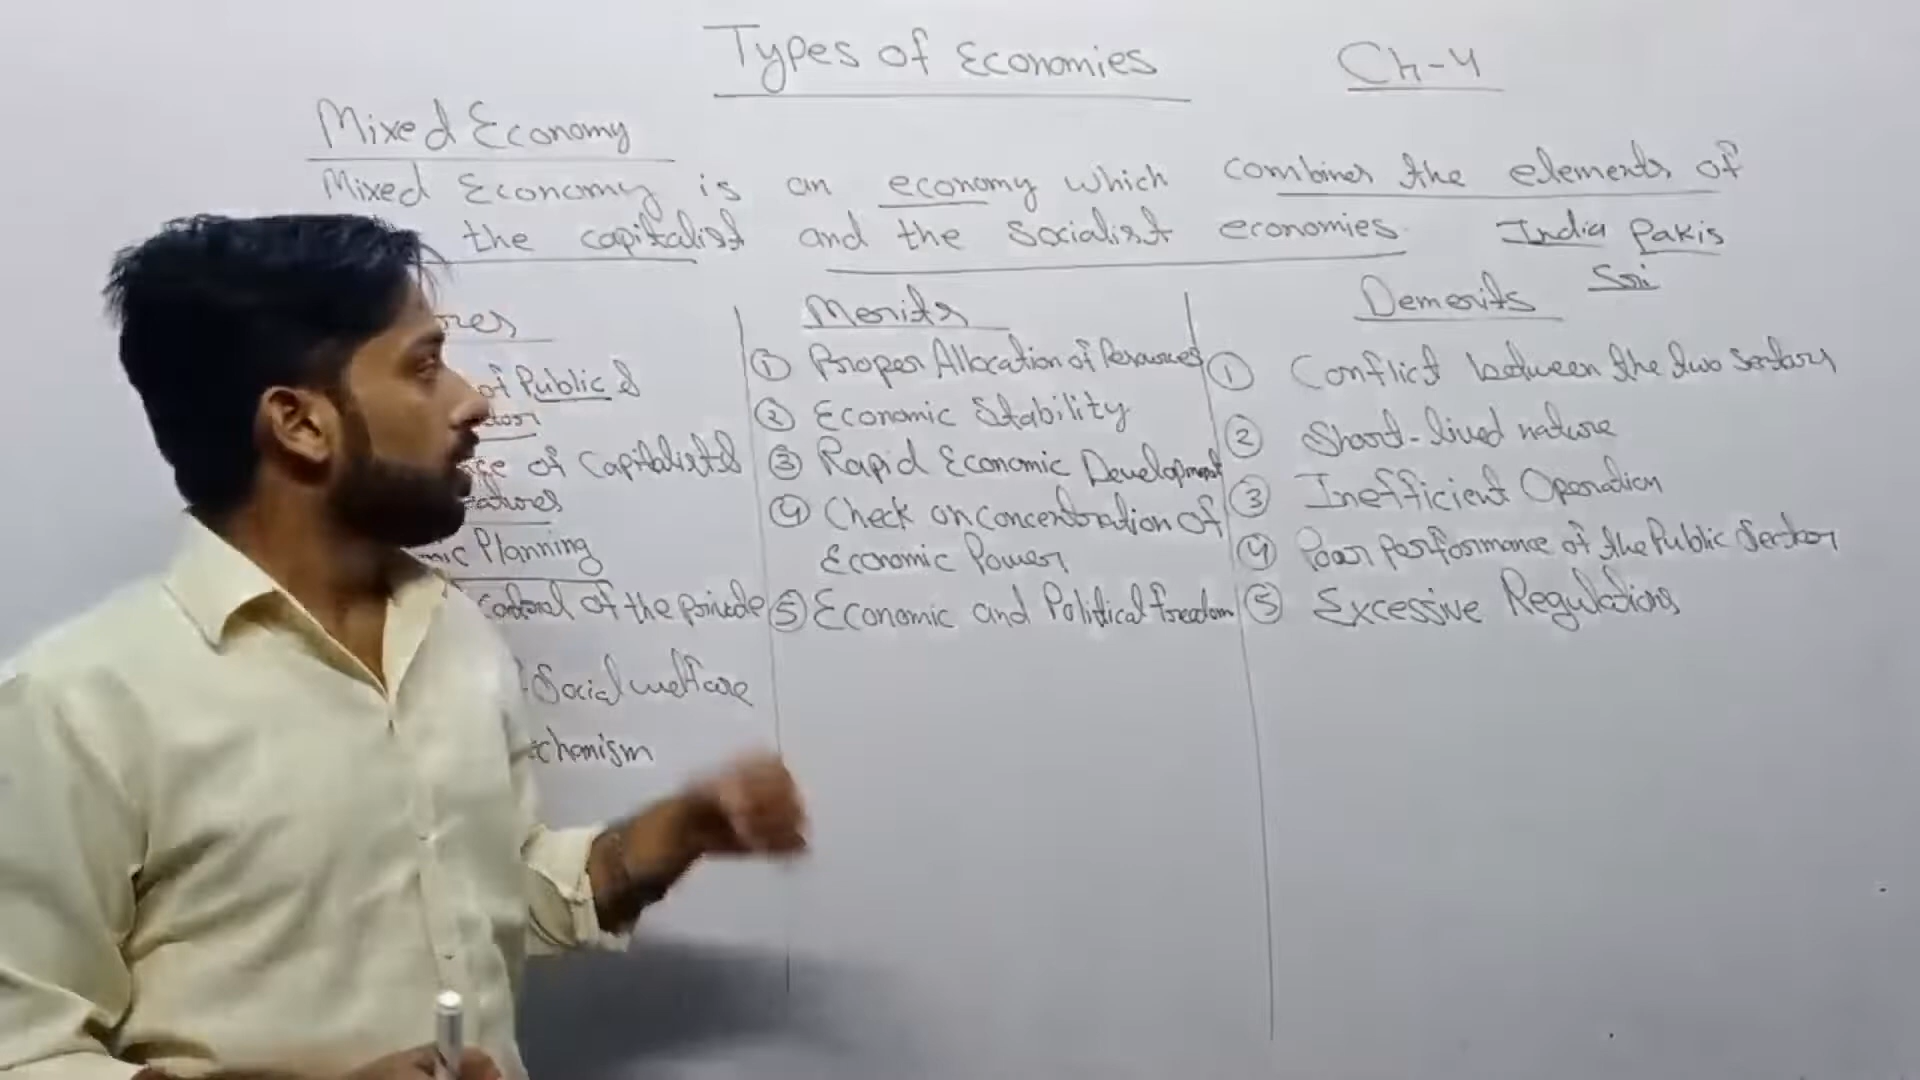 Types of Economies
Ch-4
Mixed Economy
Mixed Economy is an economy which combines the elements of
the capitalist and the socialist economies. India Pakis
Sri
of Public &
of Capitalists
Planning
Control of the private
Social welfare
Merits
① Proper Allocation of Resources
② Economic Stability
③ Rapid Economic Development
④ Check on concentration of
Economic Power
⑤ Economic and Political freedom
Demerits
① Conflict between the two sectors
② Short-lived nature
③ Inefficient Operation
④ Poor performance of the Public Sector
⑤ Excessive Regulations